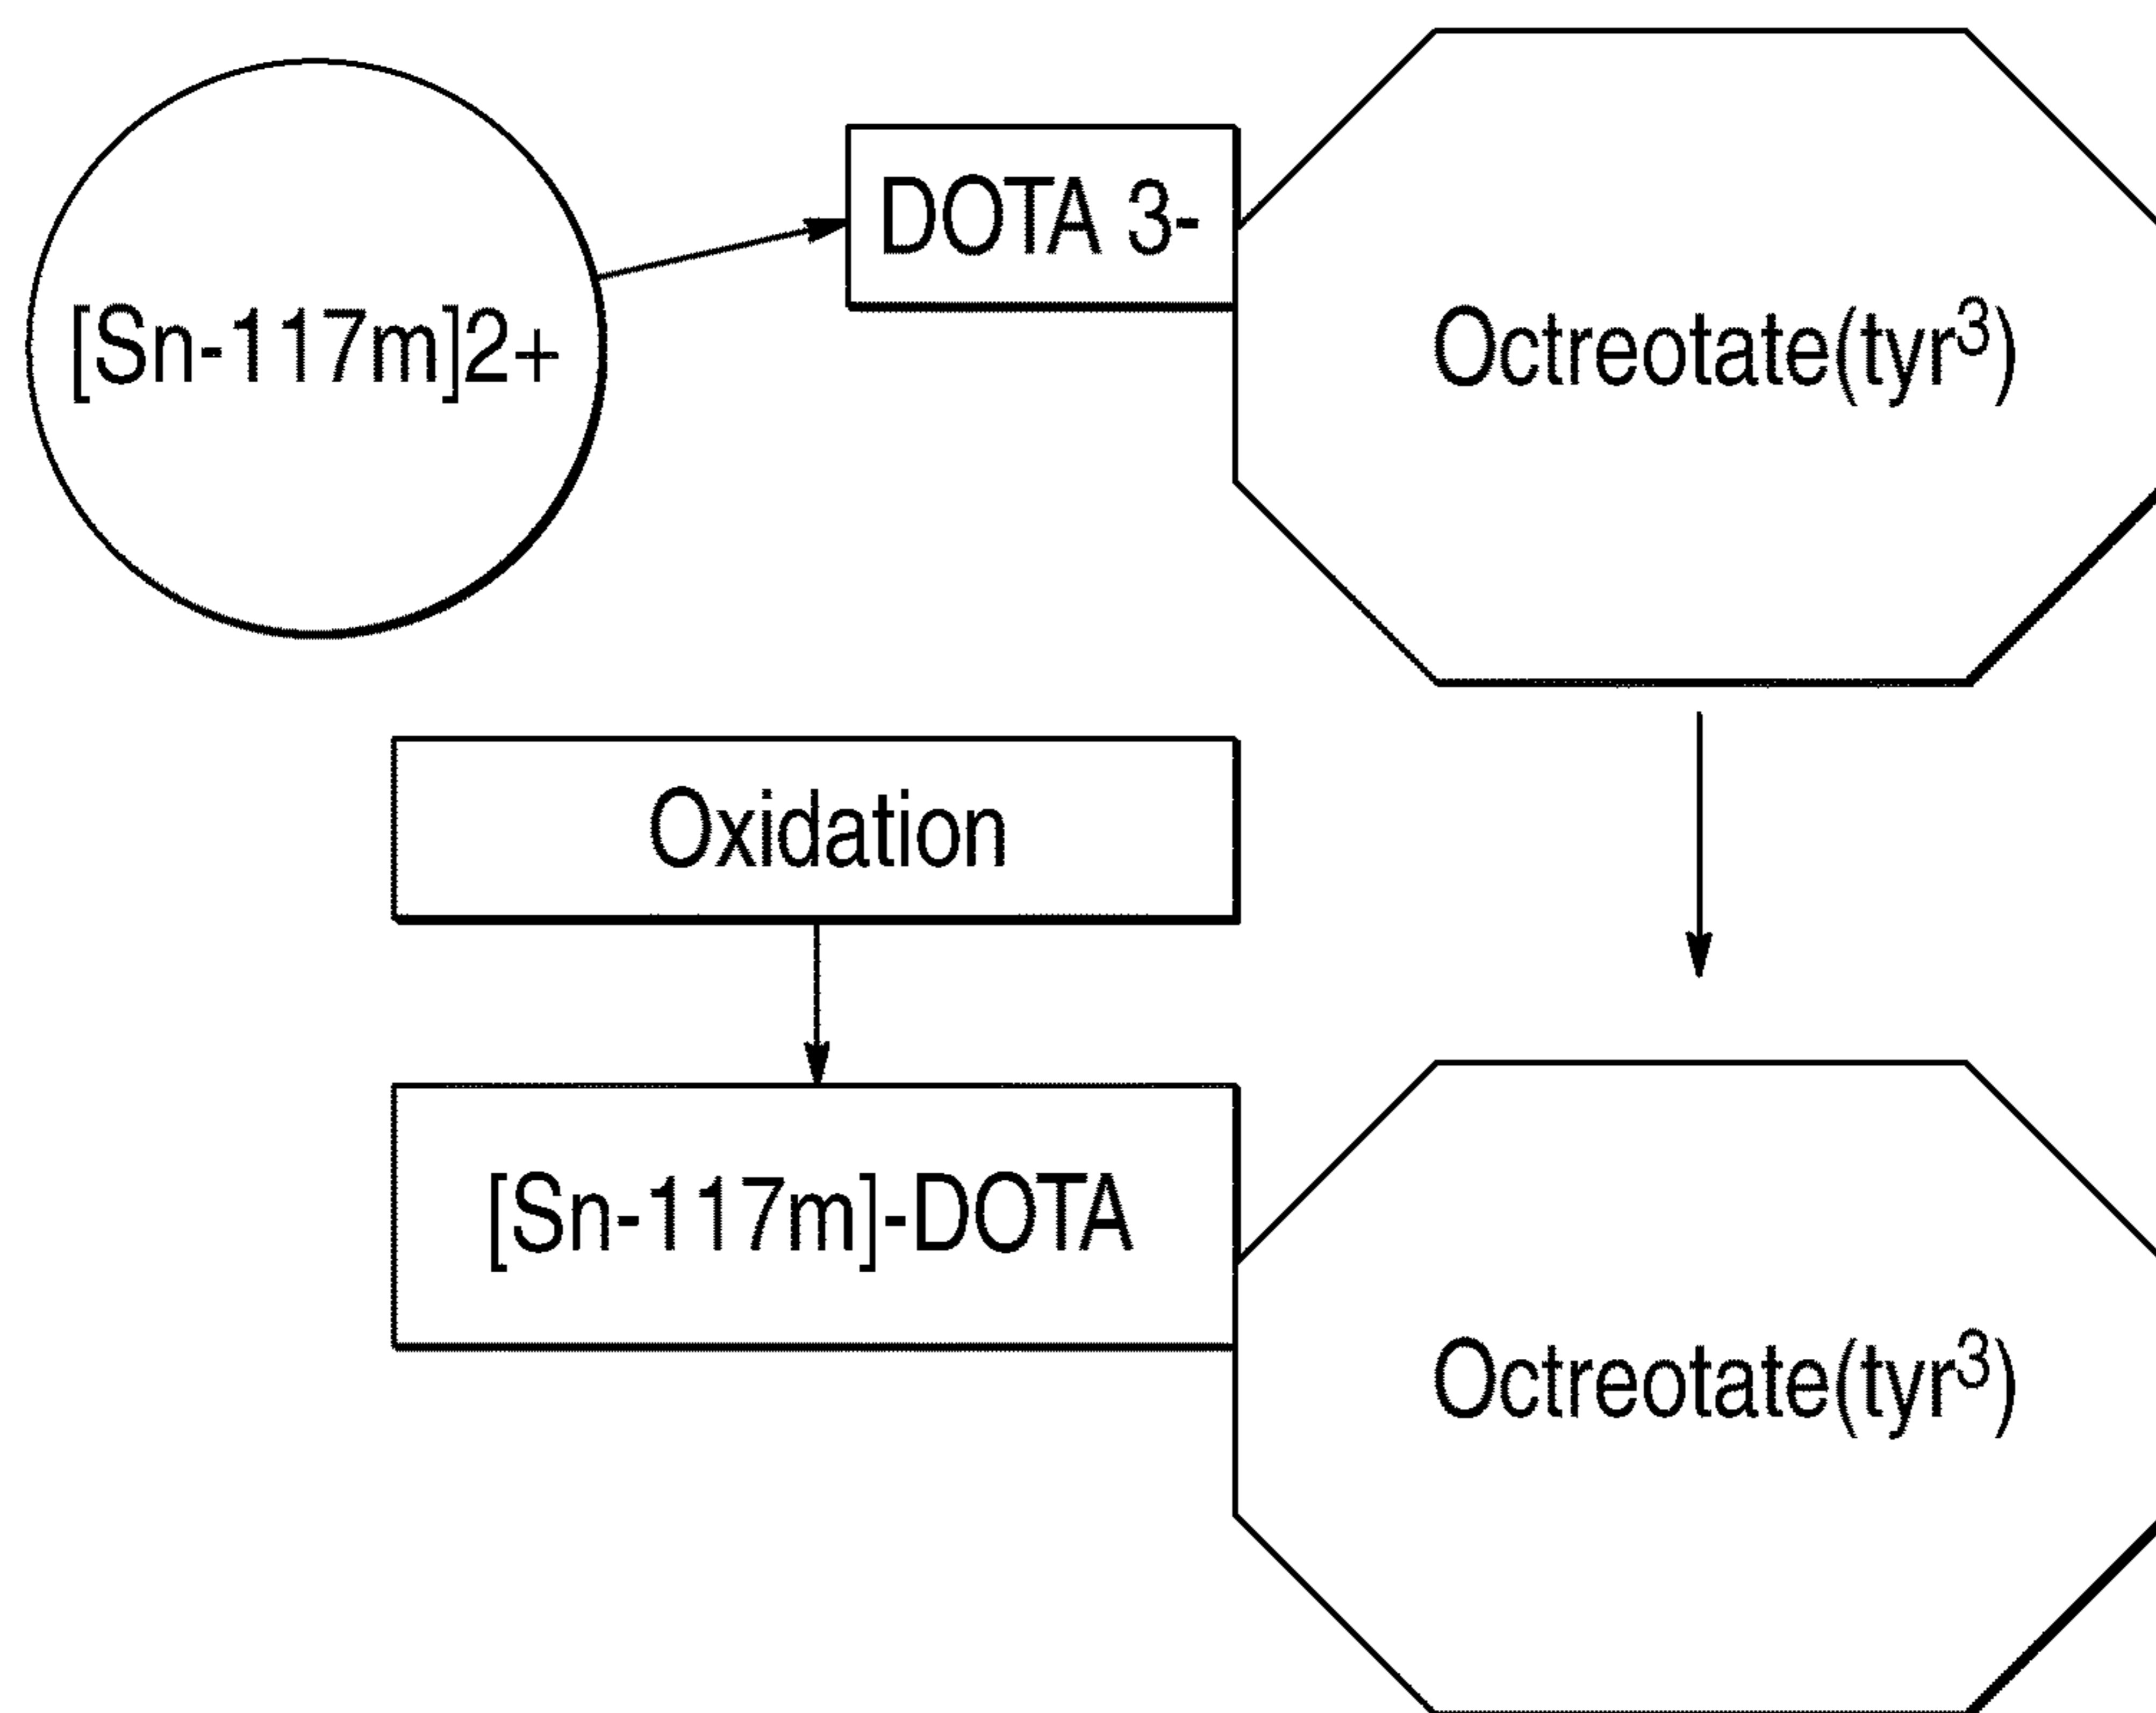 [Sn-117m]2+
DOTA 3-
Octreotate(tyr³)
Oxidation
[Sn-117m]-DOTA
Octreotate(tyr³)